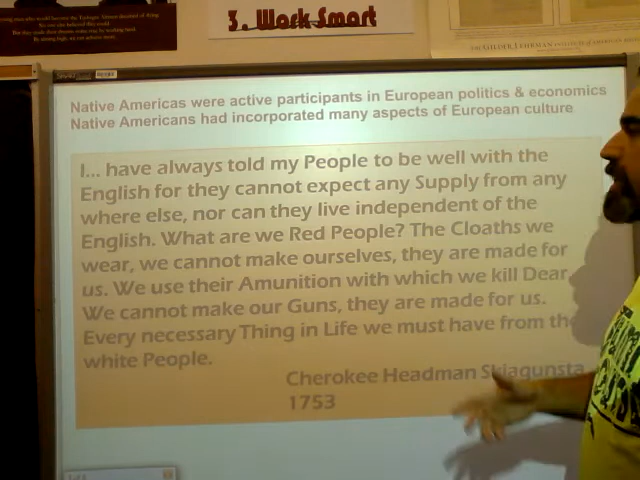 3. Work Smart
Native Americas were active participants in European politics & economics
Native Americans had incorporated many aspects of European culture
I... have always told my People to be well with the
English for they cannot expect any Supply from any
where else, nor can they live independent of the
English. What are we Red People? The Cloaths we
wear, we cannot make ourselves, they are made for
us. We use their Amunition with which we kill Dear.
We cannot make our Guns, they are made for us.
Every necessary Thing in Life we must have from the
white People.
Cherokee Headman Skiagunsta
1753